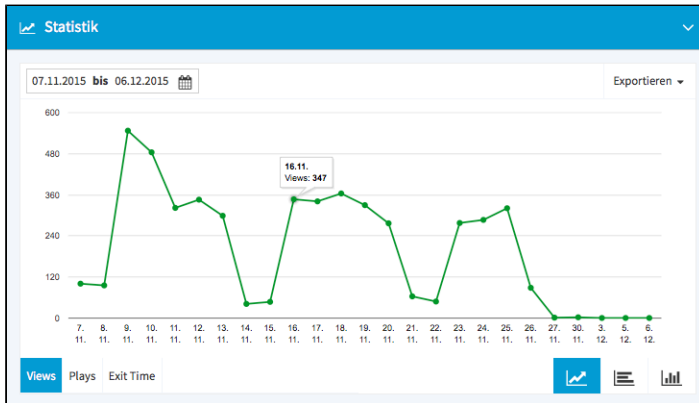 Statistik
07.11.2015 bis 06.12.2015
Exportieren
600
480
360
240
120
0
16.11.
Views: 347
7. 8. 9. 10. 11. 12. 13. 14. 15. 16. 17. 18. 19. 20. 21. 22. 23. 24. 25. 26. 27. 30. 3. 5. 6.
11. 11. 11. 11. 11. 11. 11. 11. 11. 11. 11. 11. 11. 11. 11. 11. 11. 11. 11. 11. 11. 11. 12. 12. 12.
Views Plays Exit Time